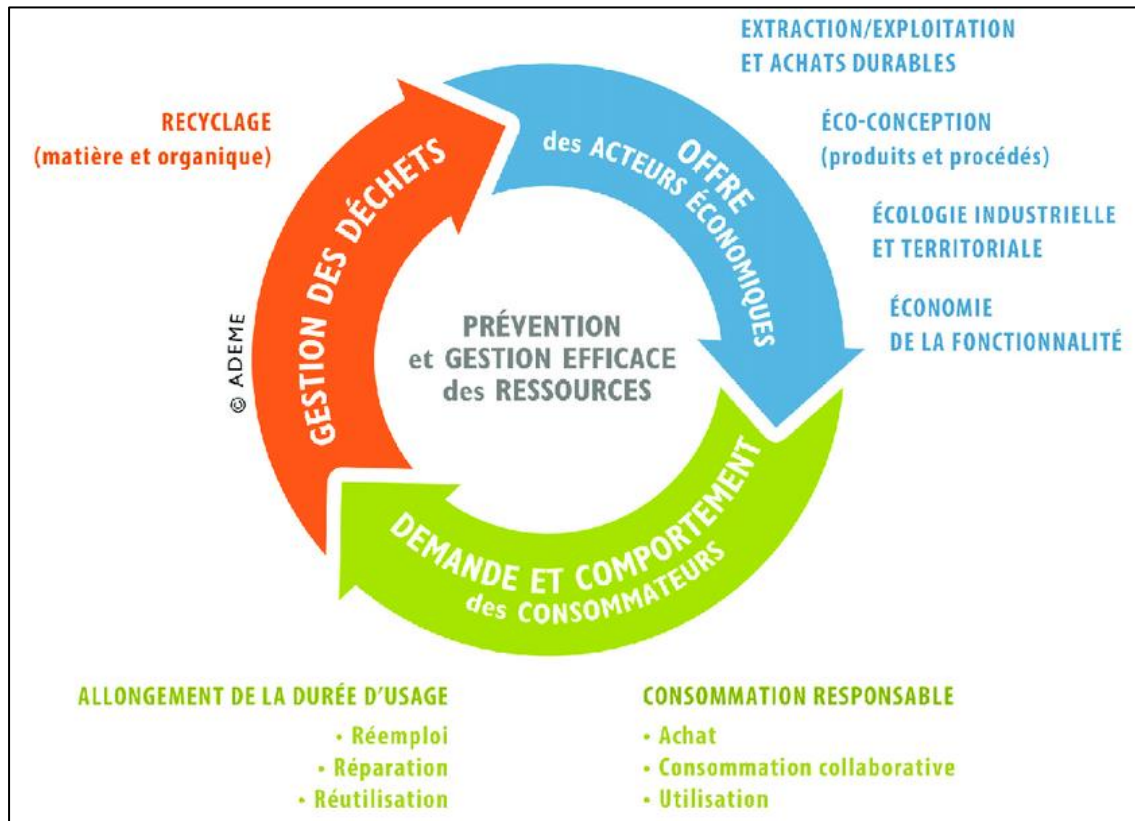 EXTRACTION/EXPLOITATION
ET ACHATS DURABLES
ÉCO-CONCEPTION
(produits et procédés)
ÉCOLOGIE INDUSTRIELLE
ET TERRITORIALE
ÉCONOMIE
DE LA FONCTIONNALITÉ
OFFRE
des ACTEURS ÉCONOMIQUES
RECYCLAGE
(matière et organique)
GESTION DES DÉCHETS
PRÉVENTION
et GESTION EFFICACE
des RESSOURCES
© ADEME
DEMANDE ET COMPORTEMENT
des CONSOMMATEURS
ALLONGEMENT DE LA DURÉE D'USAGE
• Réemploi
• Réparation
• Réutilisation
CONSOMMATION RESPONSABLE
• Achat
• Consommation collaborative
• Utilisation